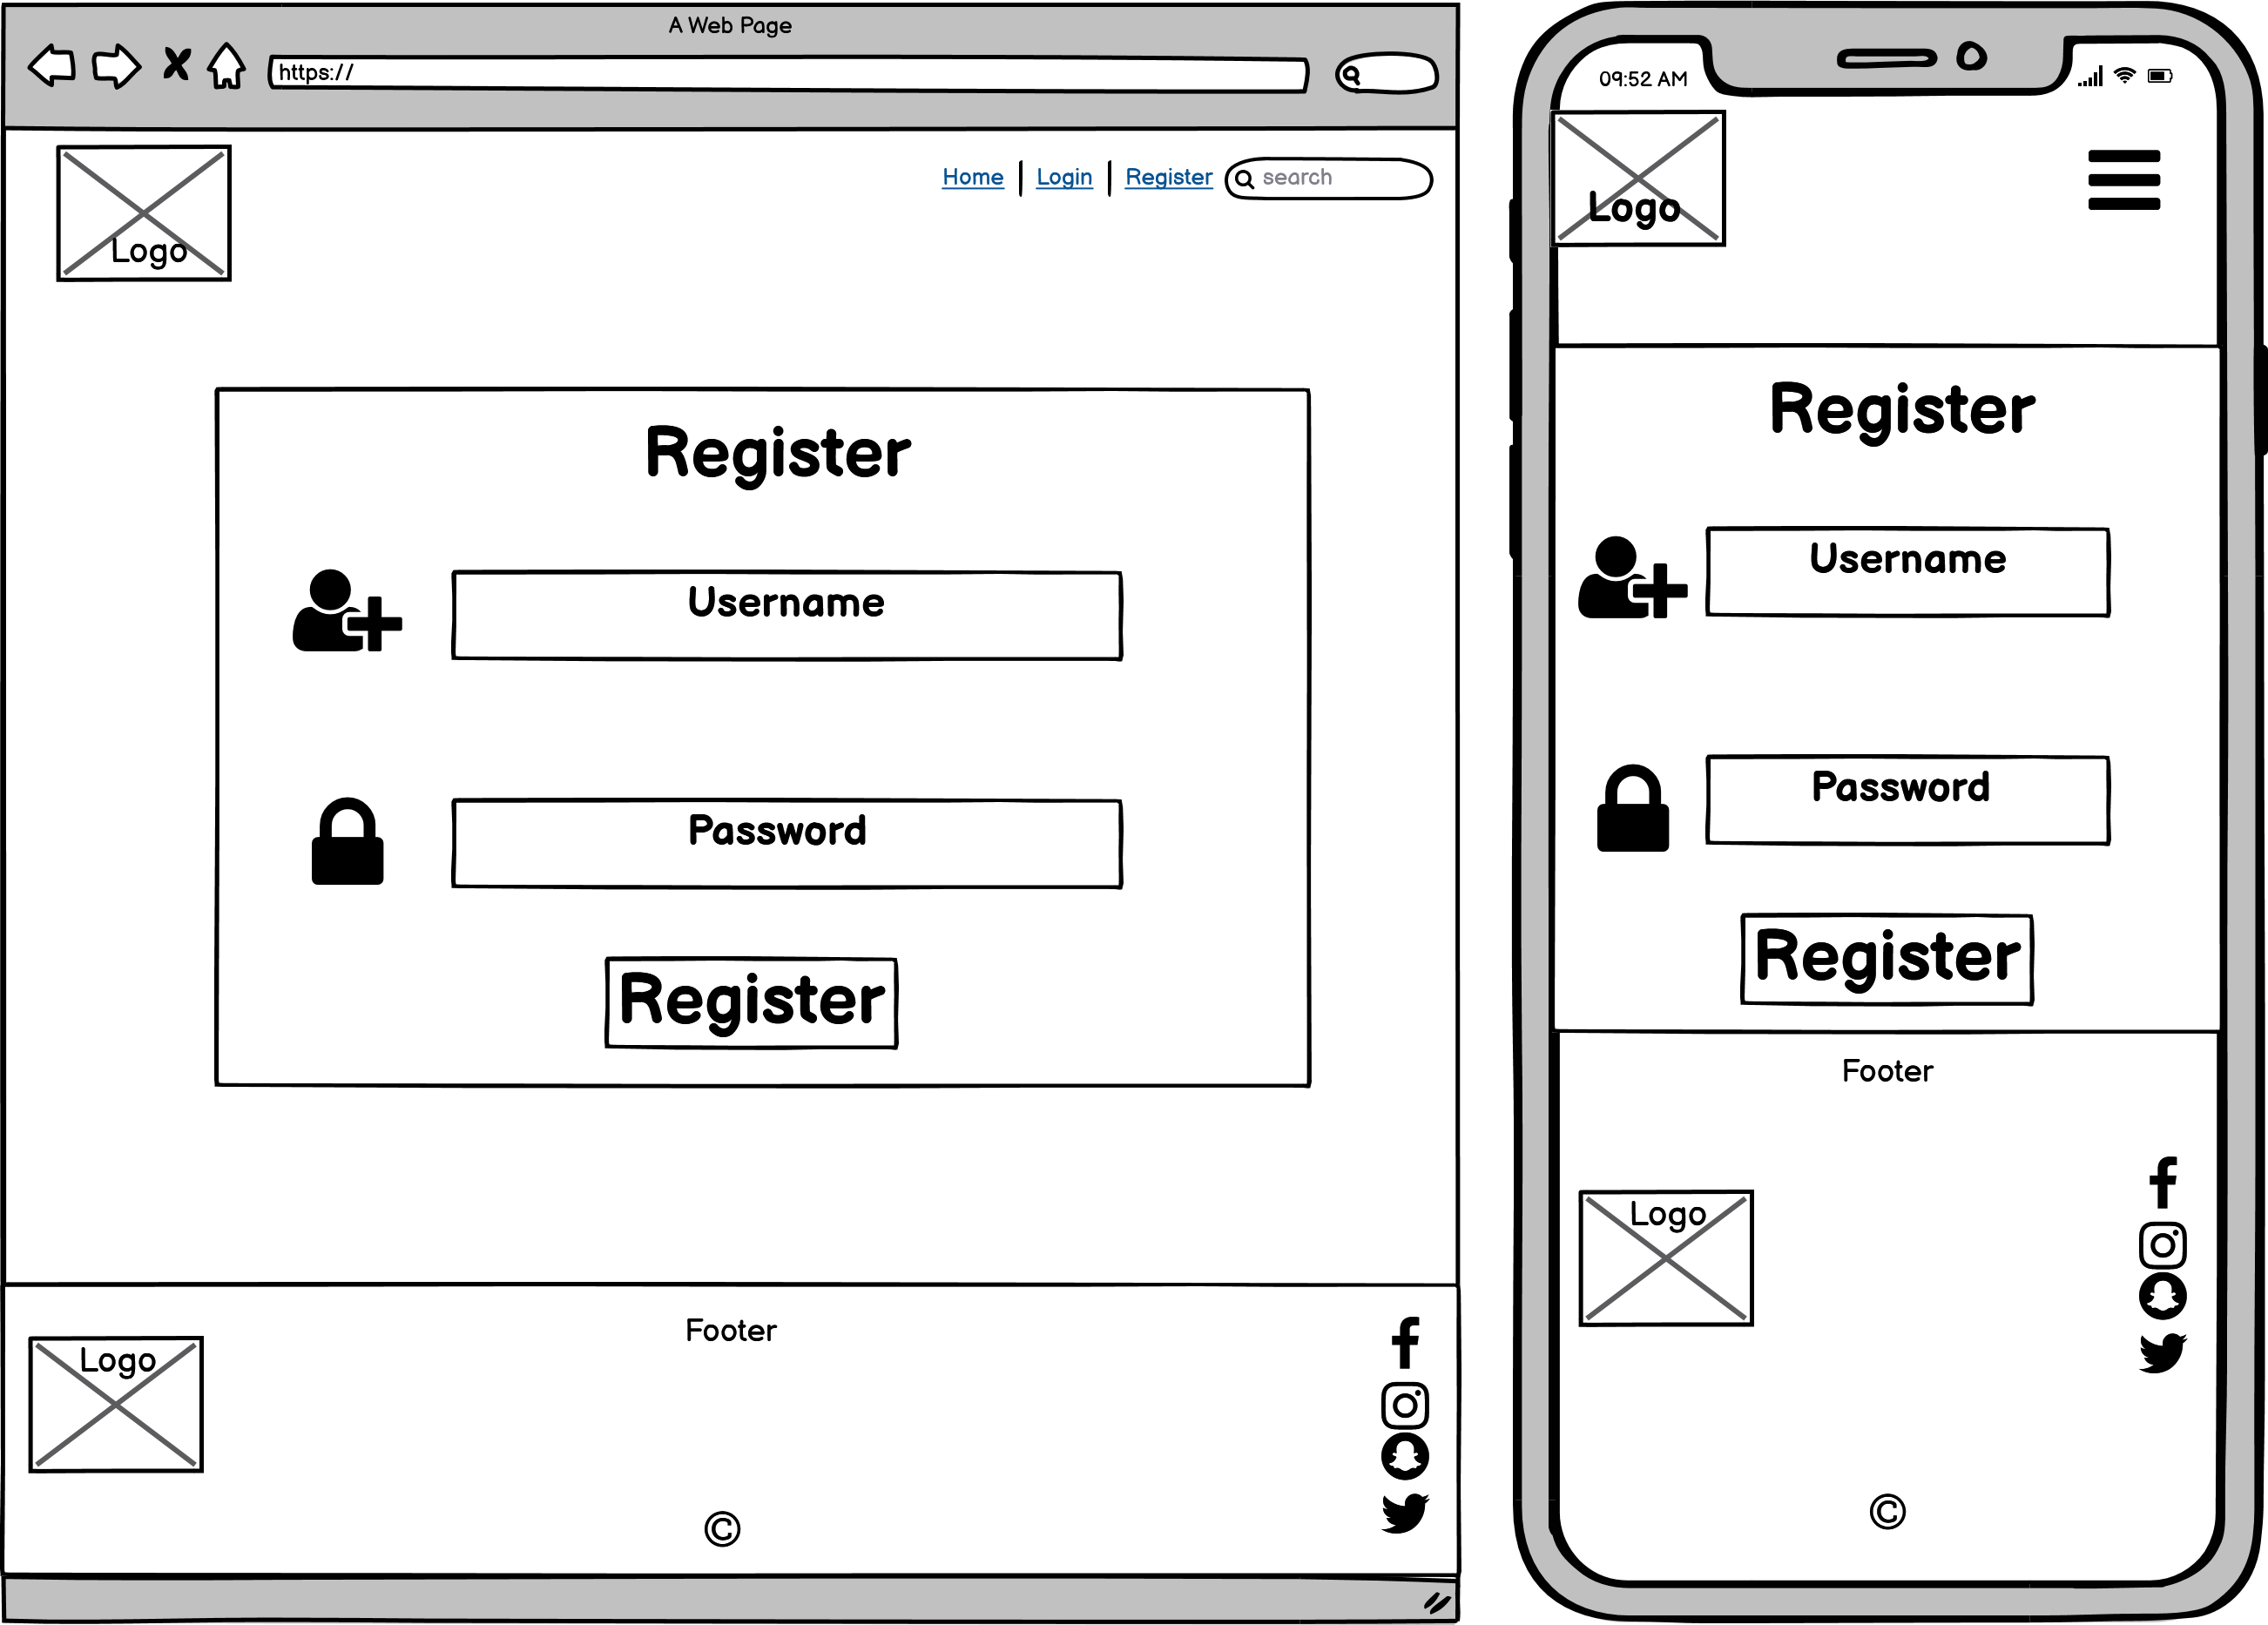 A Web Page
https://
Home | Login | Register
search
Logo
Register
Username
Password
Register
Footer
Logo
©
09:52 AM
Logo
Register
Username
Password
Register
Footer
Logo
©